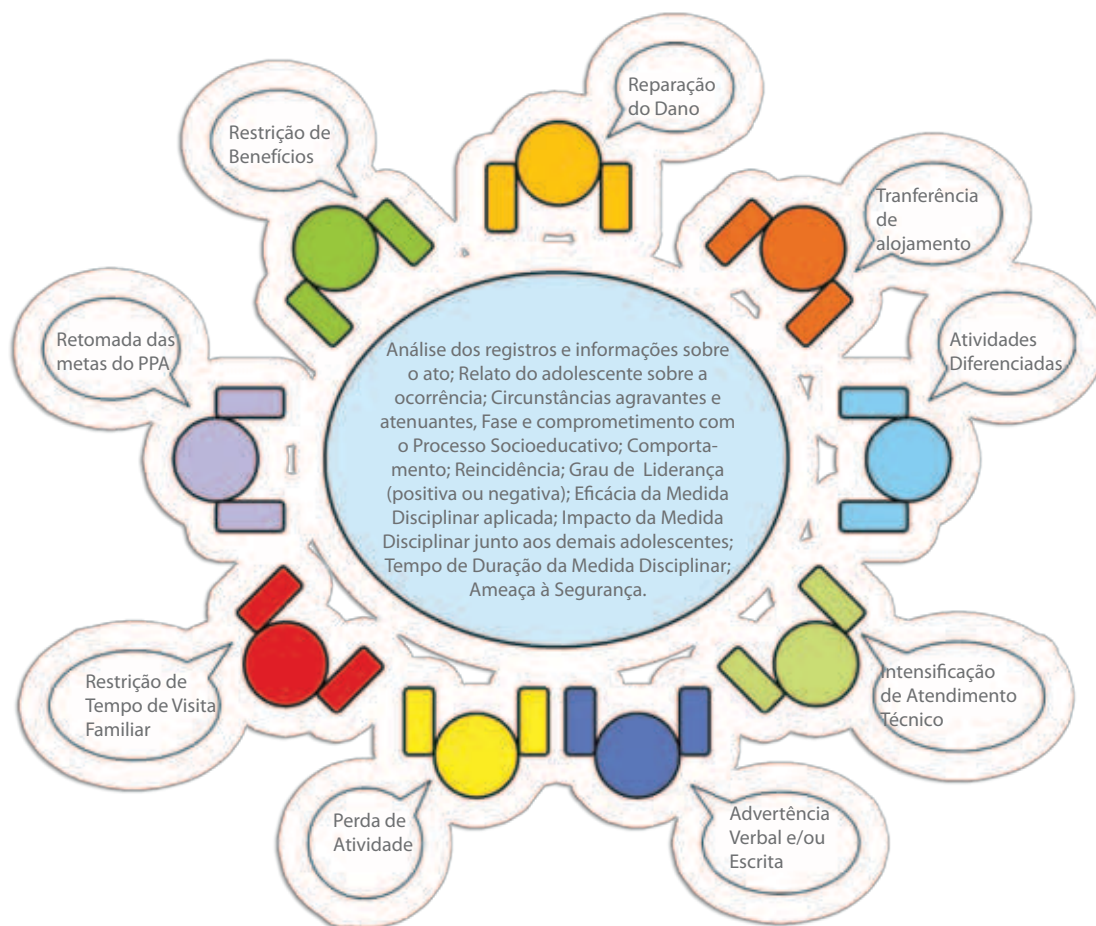 Reparação
do Dano
Restrição de
Benefícios
Tranferência
de
alojamento
Retomada das
metas do PPA
Atividades
Diferenciadas
Análise dos registros e informações sobre
o ato; Relato do adolescente sobre a
ocorrência; Circunstâncias agravantes e
atenuantes, Fase e comprometimento com
o Processo Socioeducativo; Comporta-
mento; Reincidência; Grau de Liderança
(positiva ou negativa); Eficácia da Medida
Disciplinar aplicada; Impacto da Medida
Disciplinar junto aos demais adolescentes;
Tempo de Duração da Medida Disciplinar;
Ameaça à Segurança.
Restrição de
Tempo de Visita
Familiar
Intensificação
de Atendimento
Técnico
Perda de
Atividade
Advertência
Verbal e/ou
Escrita